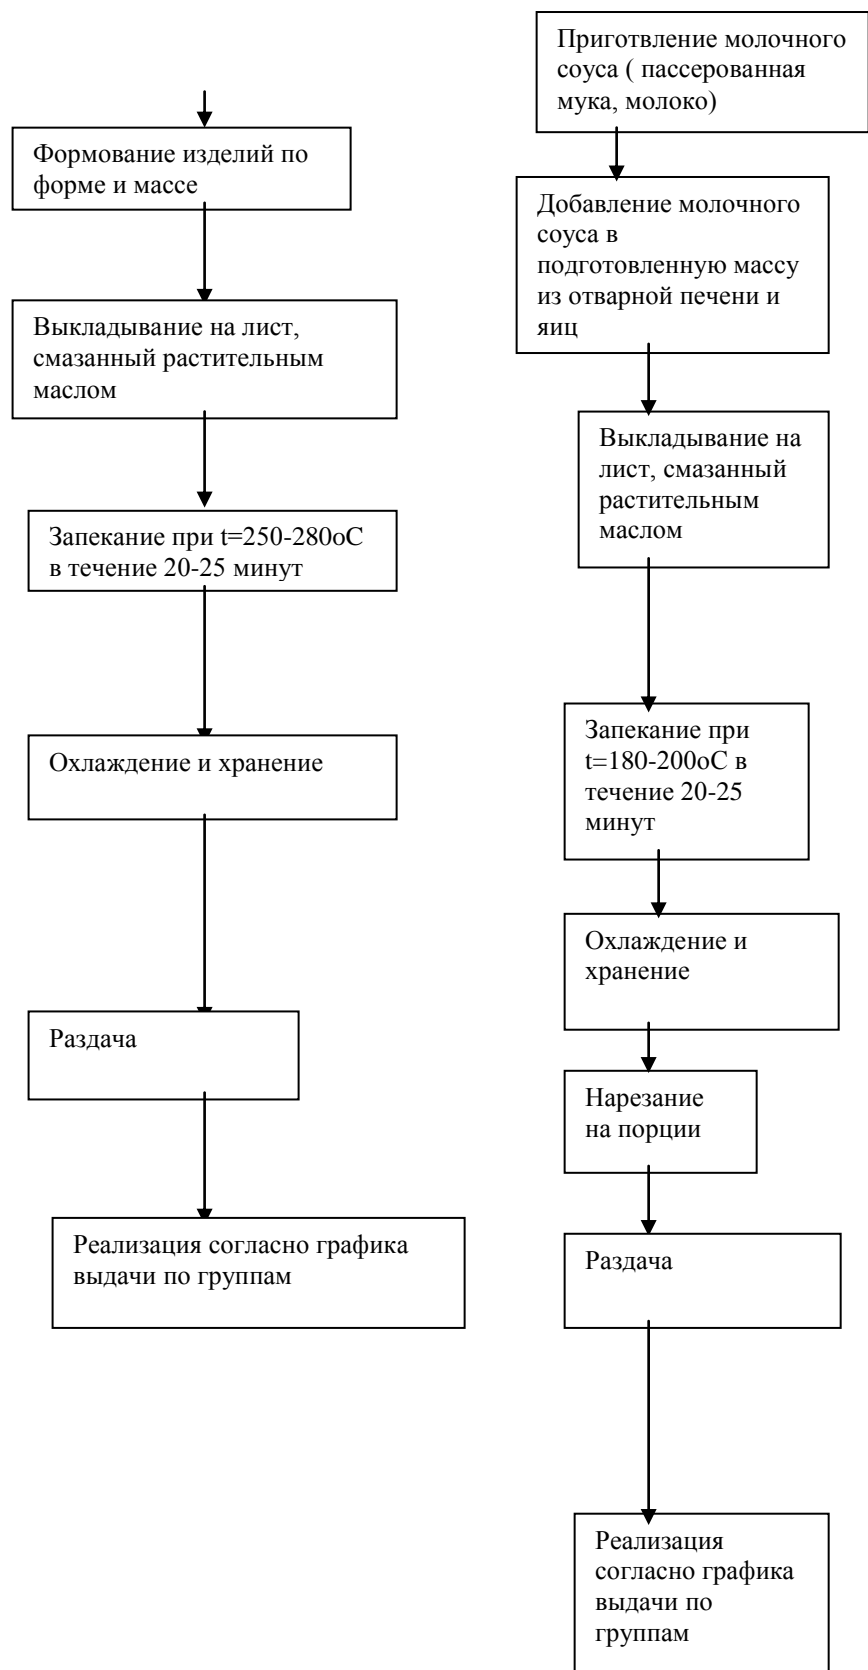 Формование изделий по
форме и массе
Выкладывание на лист,
смазанный растительным
маслом
Запекание при t=250-280оС
в течение 20-25 минут
Охлаждение и хранение
Раздача
Реализация согласно графика
выдачи по группам
Приготвление молочного
соуса ( пассерованная
мука, молоко)
Добавление молочного
соуса в
подготовленную массу
из отварной печени и
яиц
Выкладывание на
лист, смазанный
растительным
маслом
Запекание при
t=180-200оС в
течение 20-25
минут
Охлаждение и
хранение
Нарезание
на порции
Раздача
Реализация
согласно графика
выдачи по
группам